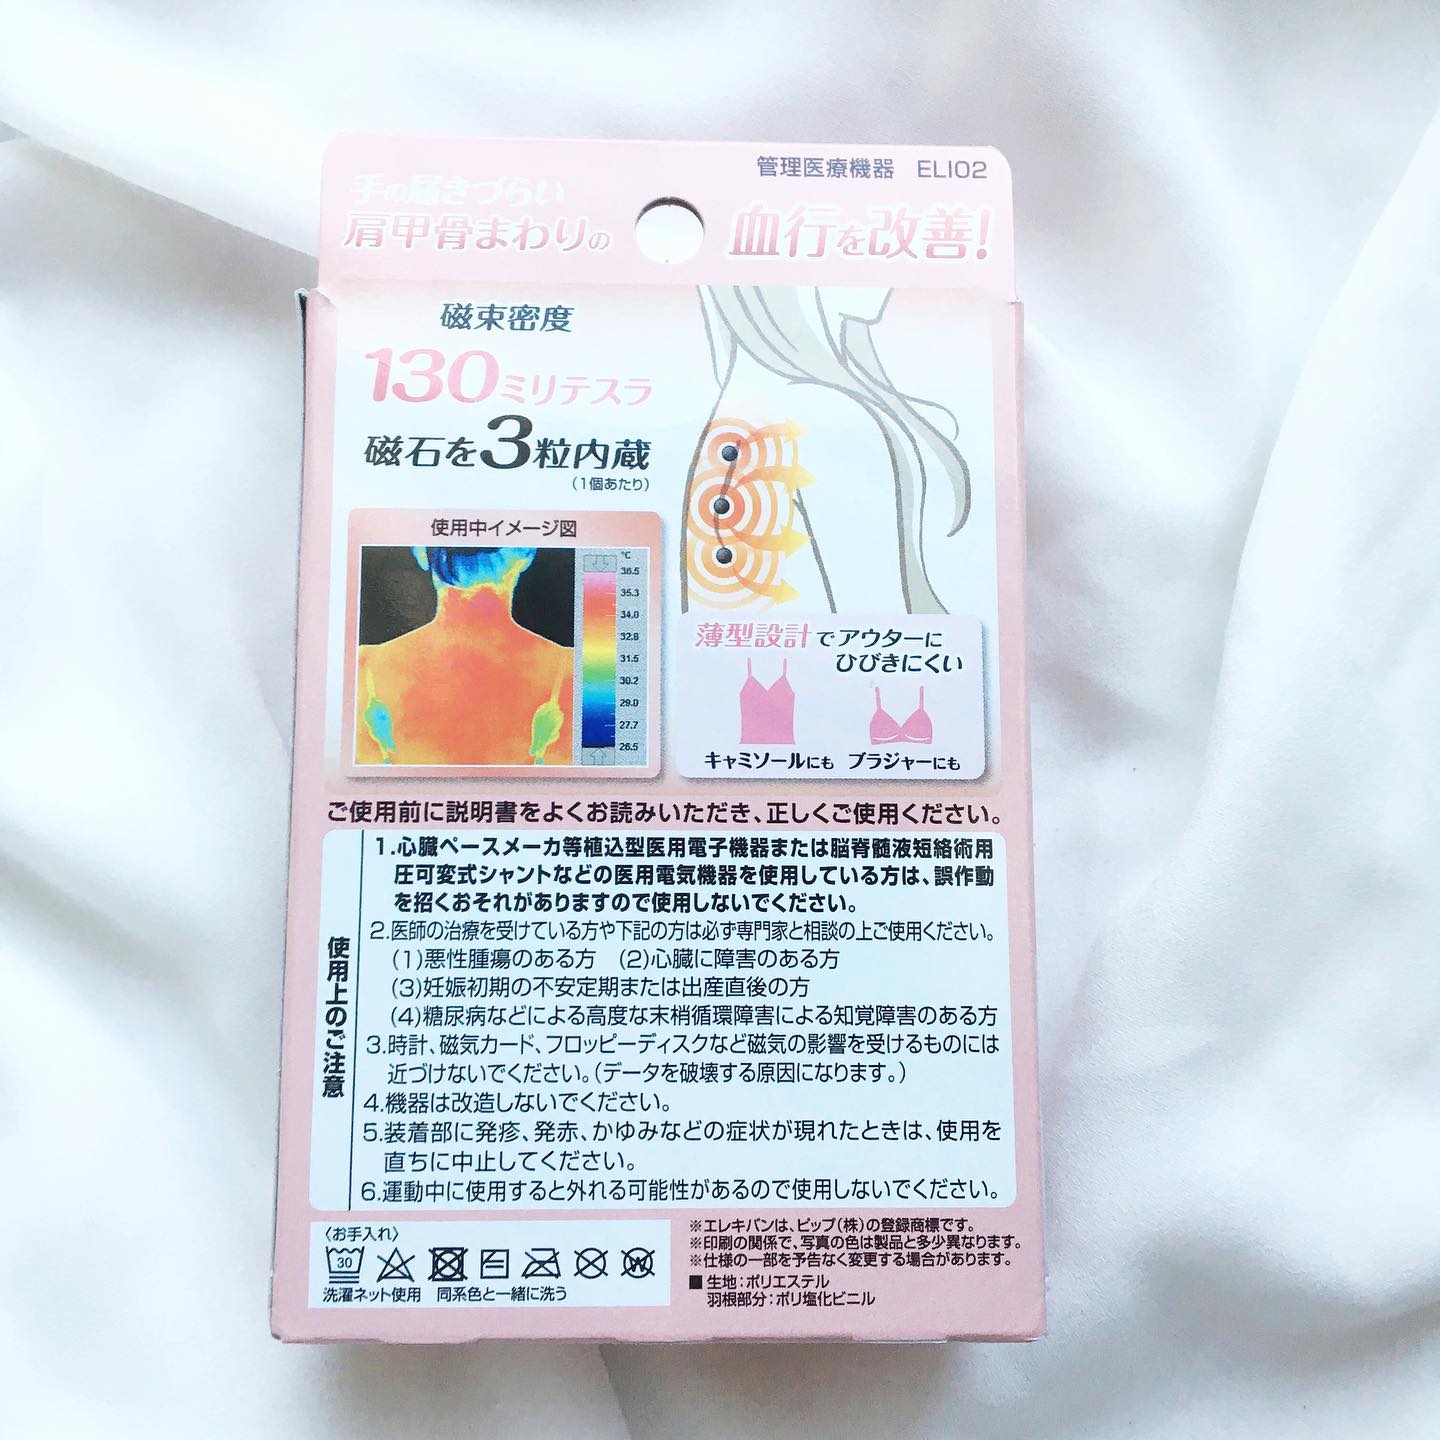 管理医療機器 ELI02
手の届きづらい
肩甲骨まわりの 血行を改善!
磁束密度
130ミリテスラ
磁石を3粒内蔵
(1個あたり)
使用中イメージ図
℃
36.5
35.3
34.0
32.8
31.5
30.2
29.0
27.7
26.5
薄型設計でアウターに
ひびきにくい
キャミソールにも ブラジャーにも
ご使用前に説明書をよくお読みいただき、正しくご使用ください。
使用上のご注意
1.心臓ペースメーカ等植込型医用電子機器または脳脊髄液短絡術用
圧可変式シャントなどの医用電気機器を使用している方は、誤作動
を招くおそれがありますので使用しないでください。
2.医師の治療を受けている方や下記の方は必ず専門家と相談の上ご使用ください。
(1)悪性腫瘍のある方 (2)心臓に障害のある方
(3)妊娠初期の不安定期または出産直後の方
(4)糖尿病などによる高度な末梢循環障害による知覚障害のある方
3.時計、磁気カード、フロッピーディスクなど磁気の影響を受けるものには
近づけないでください。(データを破壊する原因になります。)
4.機器は改造しないでください。
5.装着部に発疹、発赤、かゆみなどの症状が現れたときは、使用を
直ちに中止してください。
6.運動中に使用すると外れる可能性があるので使用しないでください。
〈お手入れ〉
30
W
洗濯ネット使用 同系色と一緒に洗う
※エレキバンは、ピップ(株)の登録商標です。
※印刷の関係で、写真の色は製品と多少異なります。
※仕様の一部を予告なく変更する場合があります。
■生地:ポリエステル
羽根部分:ポリ塩化ビニル